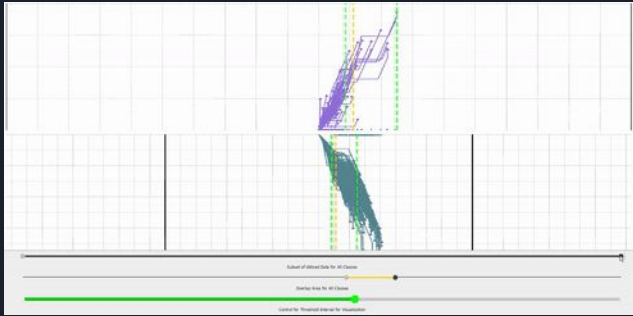 Subset of Utilized Data for All Classes
Overlap Area for All Classes
Control for Threshold Interval for Visualization